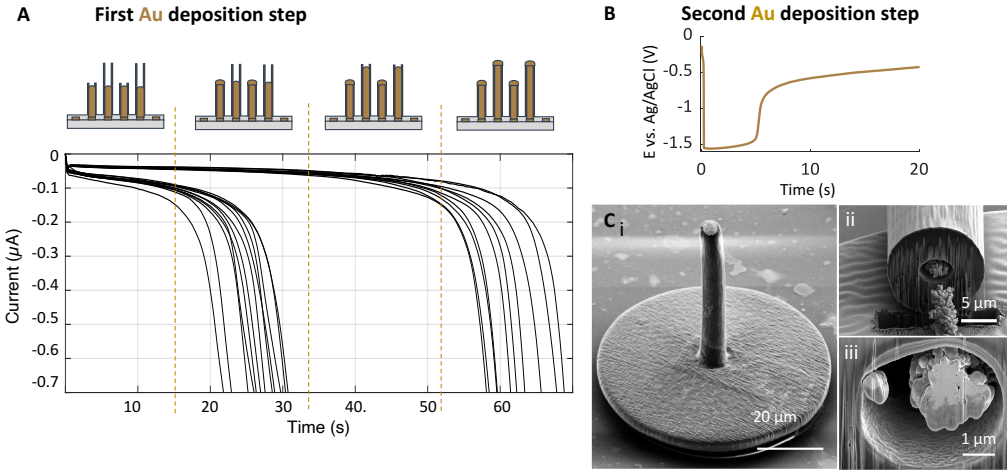 A
First Au deposition step
0
-0.1
-0.2
-0.3
-0.4
-0.5
-0.6
-0.7
Current (µA)
10
20
30
40.
50
60
Time (s)
B
Second Au deposition step
0
-0.5
-1
-1.5
E vs. Ag/AgCl (V)
0
10
20
Time (s)
C
i
20 µm
ii
5 µm
iii
1 µm